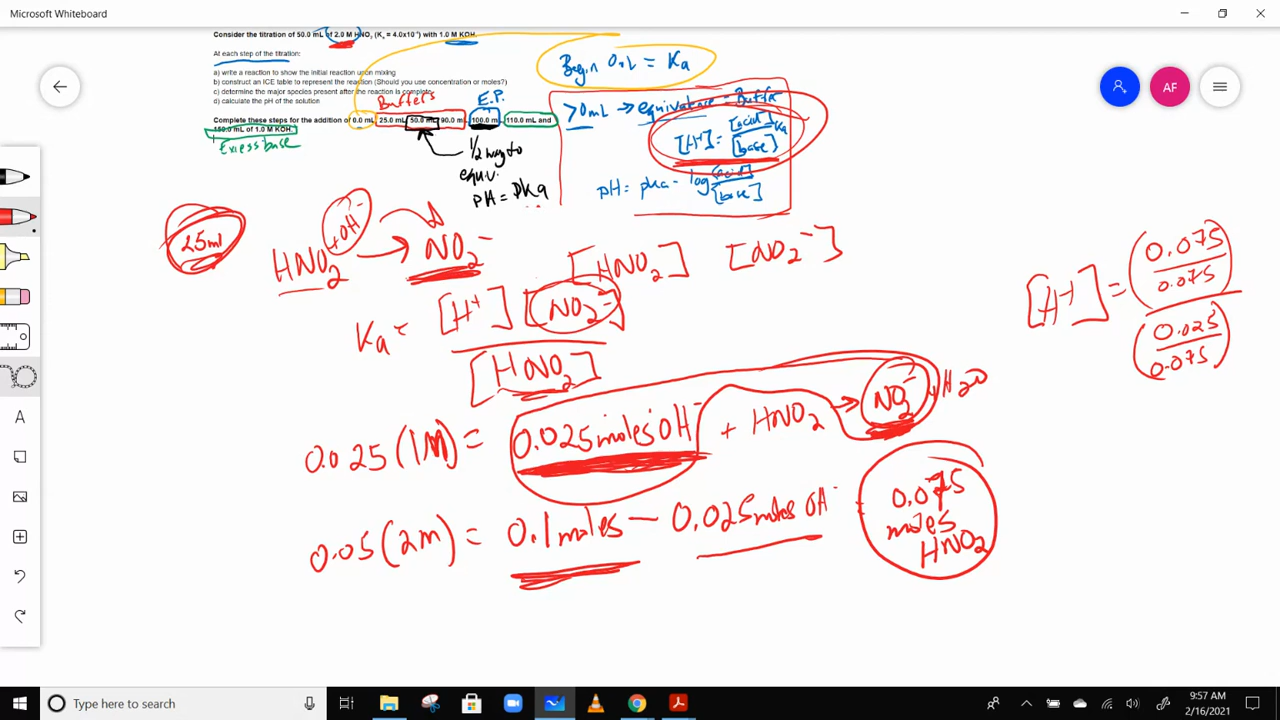 Microsoft Whiteboard
Consider the titration of 50.0 mL of 2.0 M HNO₂ (Kₐ = 4.0x10⁻⁴) with 1.0 M KOH.
At each step of the titration:
a) write a reaction to show the initial reaction upon mixing
b) construct an ICE table to represent the reaction (Should you use concentration or moles?)
c) determine the major species present after the reaction is complete
d) calculate the pH of the solution
Buffers
E.P.
Complete these steps for the addition of 0.0 mL, 25.0 mL, 50.0 mL, 90.0 mL, 100.0 m, 110.0 mL and
150.0 mL of 1.0 M KOH.
Excess base
1/2 way to
equiv.
pH = pKa
Begin 0mL = Ka
>0mL → equivalence = Buffer
[H+] = [acid]/[base] Ka
pH = pka - log [acid]/[base]
25ml
HNO₂ + OH⁻ → NO₂⁻
[HNO₂] [NO₂⁻]
Ka = [H⁺][NO₂⁻]/[HNO₂]
[H+] = (0.075/0.075)/(0.025/0.075)
0.025(1M) = 0.025 moles OH⁻ + HNO₂ → NO₂⁻ + H₂O
0.05(2M) = 0.1 moles − 0.025 moles OH⁻ = 0.075
moles
HNO₂
AF
A
Type here to search
9:57 AM
2/16/2021